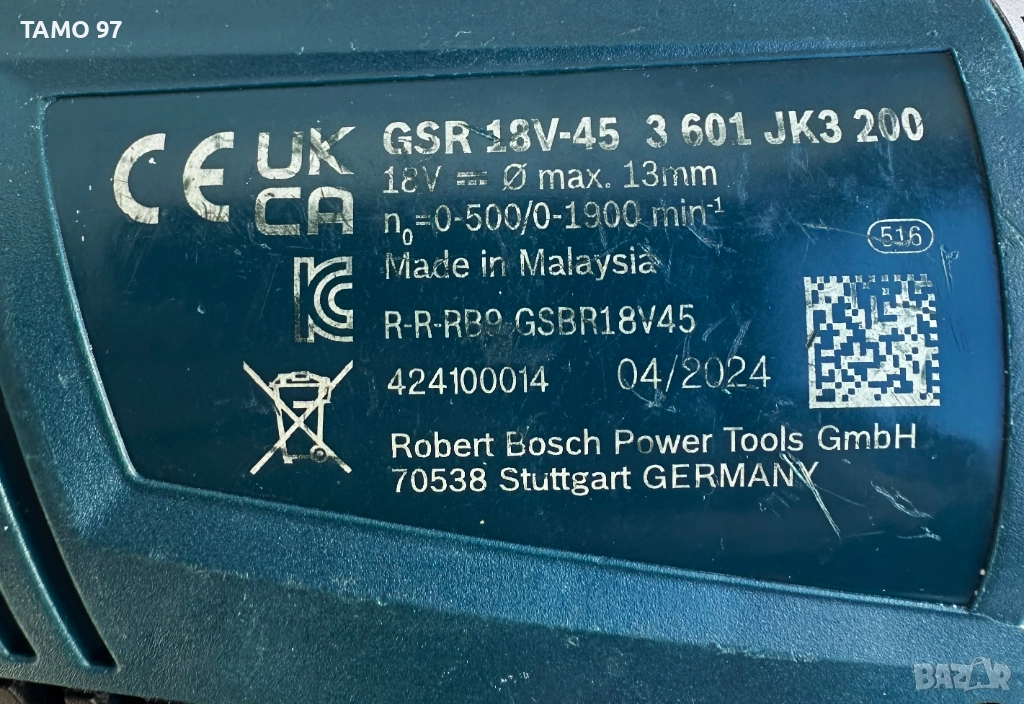 TAMO 97
CE UK CA
GSR 18V-45 3 601 JK3 200
18V ⎓ Ø max. 13mm
n₀=0-500/0-1900 min⁻¹
516
Made in Malaysia
R-R-RB9-GSBR18V45
424100014 04/2024
Robert Bosch Power Tools GmbH
70538 Stuttgart GERMANY
BAZAR